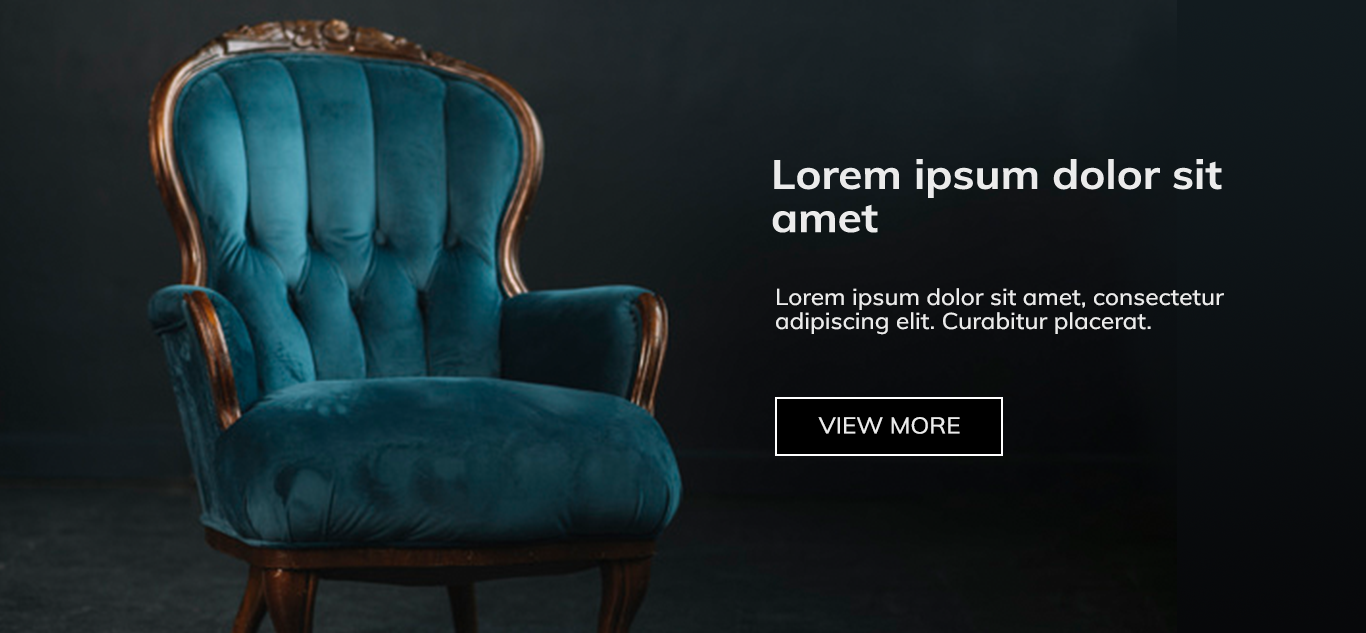 Lorem ipsum dolor sit
amet
Lorem ipsum dolor sit amet, consectetur
adipiscing elit. Curabitur placerat.
VIEW MORE